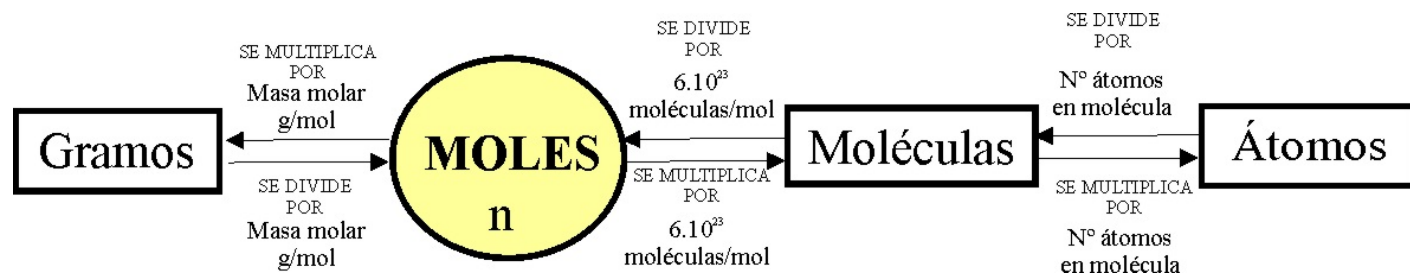 SE MULTIPLICA
POR
Masa molar
g/mol
SE DIVIDE
POR
6.10²³
moléculas/mol
SE DIVIDE
POR
Nº átomos
en molécula
Gramos
MOLES
n
Moléculas
Átomos
SE DIVIDE
POR
Masa molar
g/mol
SE MULTIPLICA
POR
6.10²³
moléculas/mol
SE MULTIPLICA
POR
Nº átomos
en molécula